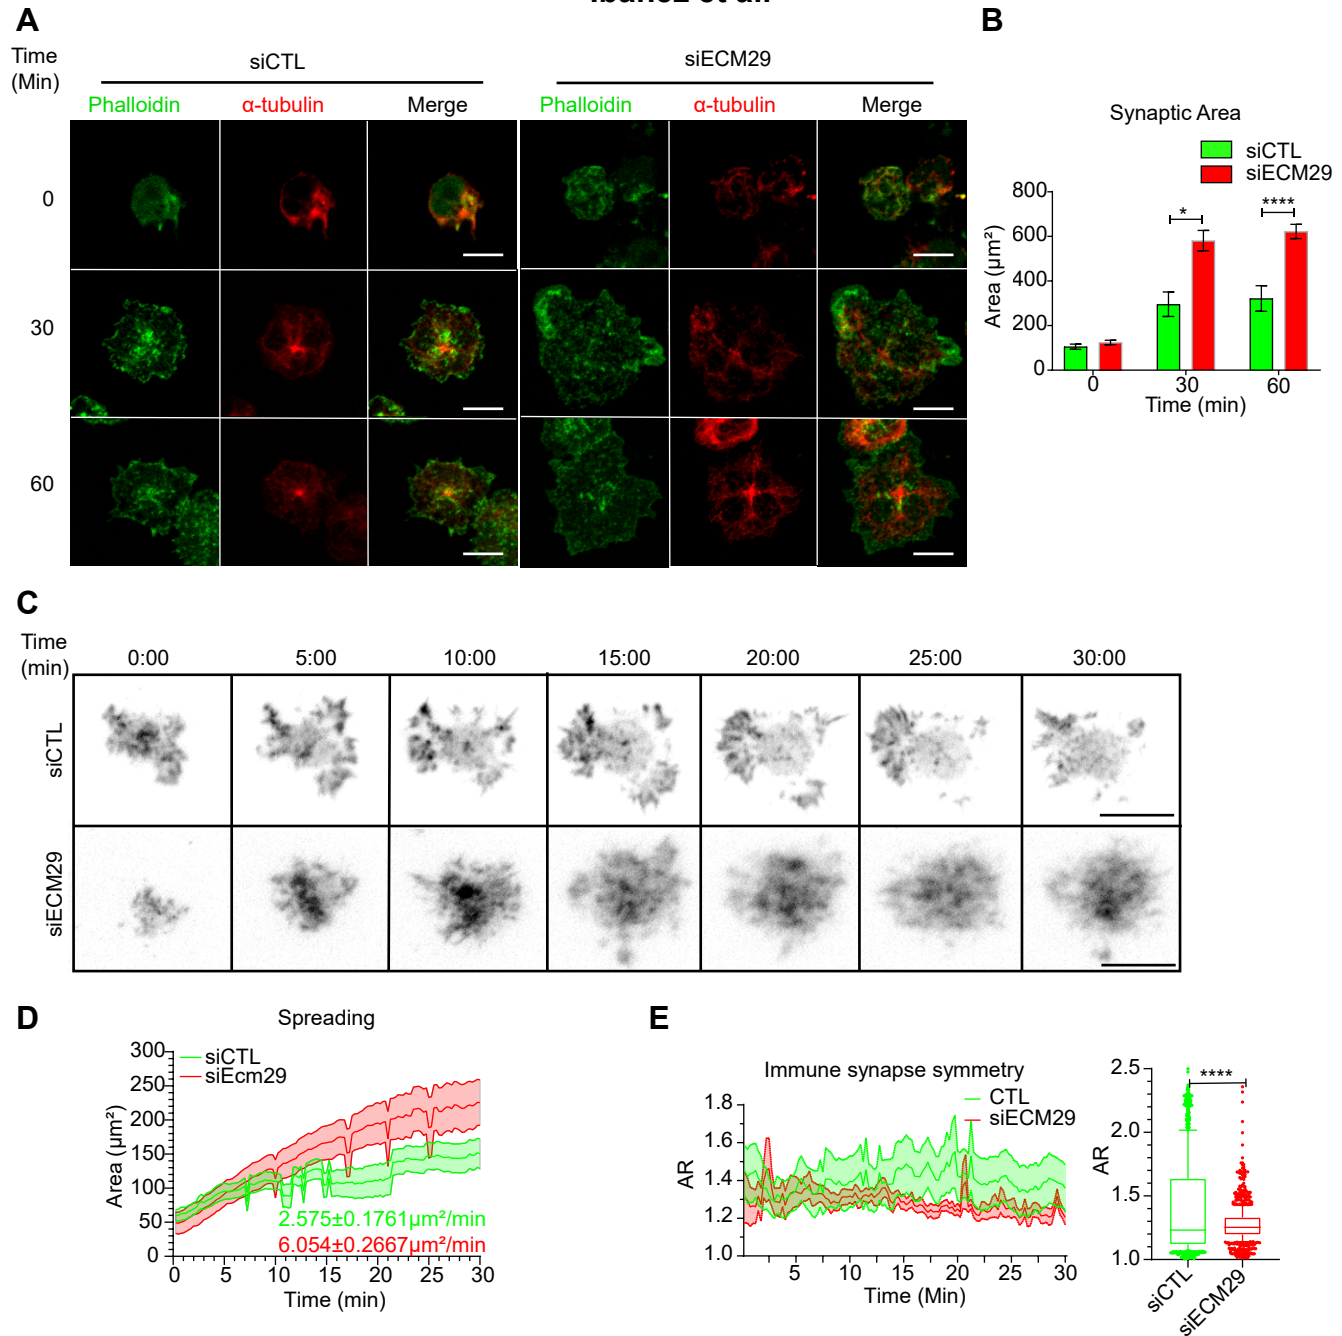 A
B
Time
(Min)
siCTL
siECM29
Phalloidin
α-tubulin
Merge
Phalloidin
α-tubulin
Merge
0
30
60
Synaptic Area
siCTL
siECM29
800
600
400
200
0
Area (µm²)
*
****
0
30
60
Time (min)
C
Time
(min)
0:00
5:00
10:00
15:00
20:00
25:00
30:00
siCTL
siECM29
D
Spreading
siCTL
siEcm29
300
250
200
150
100
50
0
Area (µm²)
2.575±0.1761µm²/min
6.054±0.2667µm²/min
0
5
10
15
20
25
30
Time (min)
E
Immune synapse symmetry
CTL
siECM29
1.8
1.6
1.4
1.2
1.0
AR
5
10
15
20
25
30
Time (Min)
2.5
2.0
1.5
1.0
AR
****
siCTL
siECM29